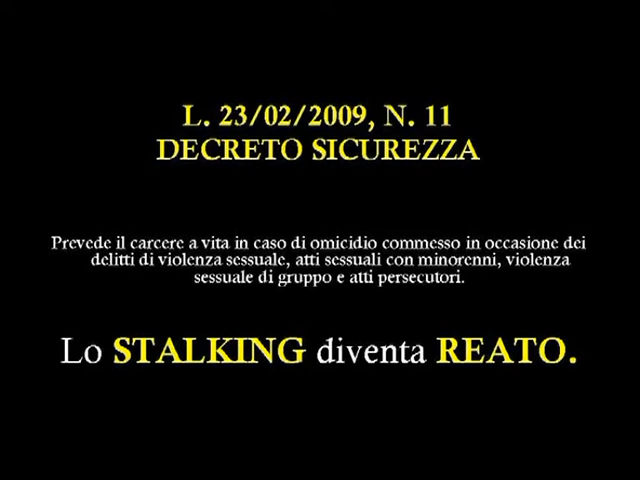 L. 23/02/2009, N. 11
DECRETO SICUREZZA
Prevede il carcere a vita in caso di omicidio commesso in occasione dei
delitti di violenza sessuale, atti sessuali con minorenni, violenza
sessuale di gruppo e atti persecutori.
Lo STALKING diventa REATO.